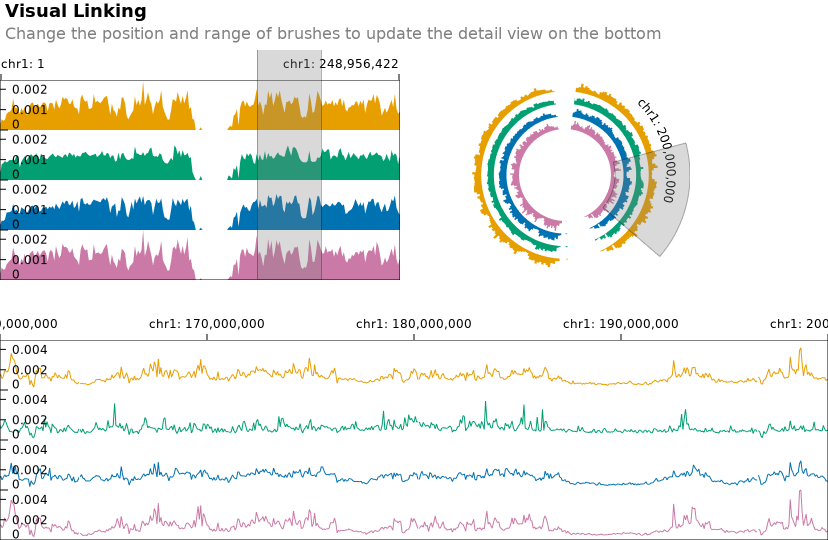 Visual Linking
Change the position and range of brushes to update the detail view on the bottom
chr1: 1
chr1: 248,956,422
0.002
0.001
0
0.002
0.001
0
0.002
0.001
0
0.002
0.001
0
chr1: 200,000,000
0,000,000
chr1: 170,000,000
chr1: 180,000,000
chr1: 190,000,000
chr1: 200
0.004
0.002
0
0.004
0.002
0
0.004
0.002
0
0.004
0.002
0